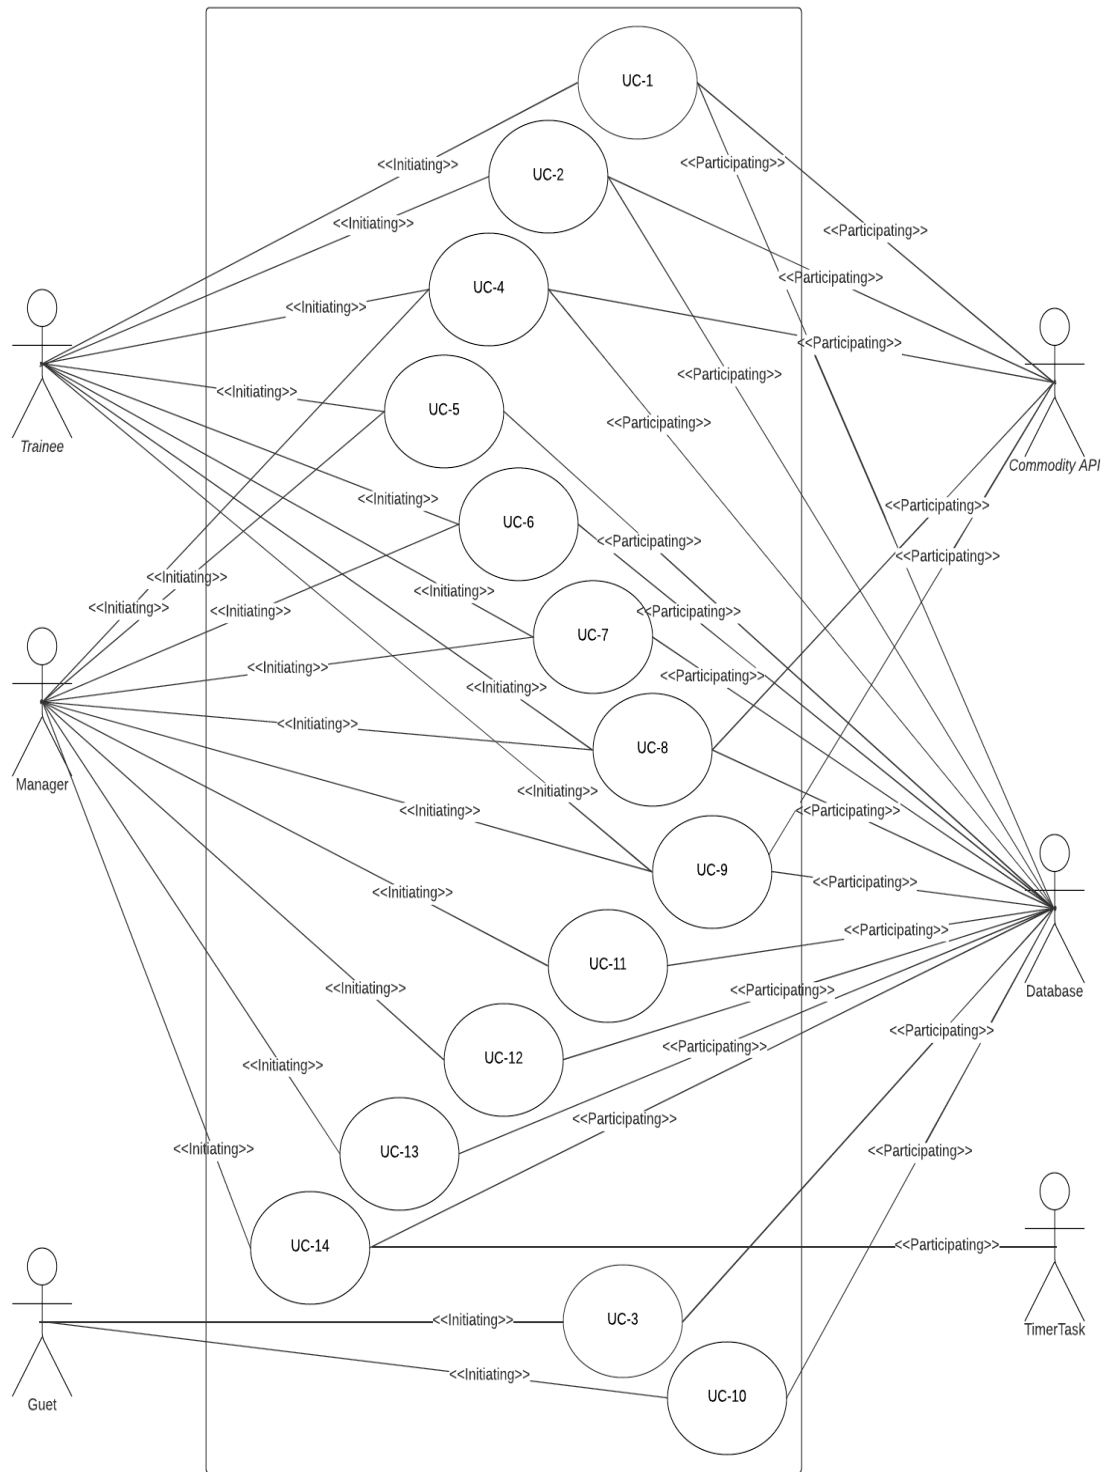 UC-1
<<Initiating>>
<<Participating>>
UC-2
<<Initiating>>
<<Participating>>
<<Participating>>
UC-4
<<Initiating>>
<<Participating>>
<<Participating>>
<<Initiating>>
UC-5
<<Participating>>
Trainee
Commodity API
<<Initiating>>
UC-6
<<Participating>>
<<Participating>>
<<Participating>>
<<Initiating>>
<<Initiating>>
<<Initiating>>
<<Initiating>>
<<Participating>>
UC-7
<<Initiating>>
<<Participating>>
<<Initiating>>
<<Initiating>>
UC-8
Manager
<<Initiating>>
<<Initiating>>
<<Participating>>
UC-9
<<Participating>>
<<Initiating>>
<<Participating>>
UC-11
<<Initiating>>
<<Participating>>
Database
<<Participating>>
<<Participating>>
UC-12
<<Initiating>>
<<Participating>>
<<Initiating>>
UC-13
<<Participating>>
UC-14
<<Participating>>
<<Initiating>>
UC-3
TimerTask
<<Initiating>>
UC-10
Guet